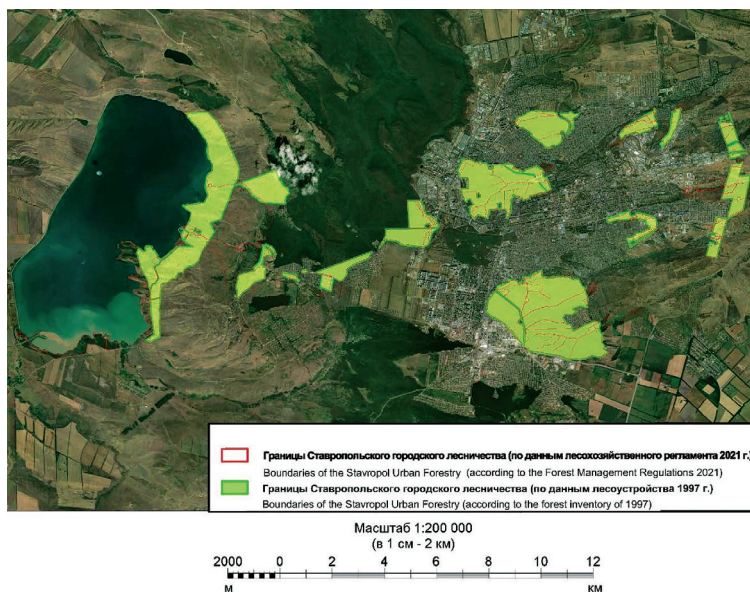 Границы Ставропольского городского лесничества (по данным лесохозяйственного регламента 2021 г.)
Boundaries of the Stavropol Urban Forestry (according to the Forest Management Regulations 2021)
Границы Ставропольского городского лесничества (по данным лесоустройства 1997 г.)
Boundaries of the Stavropol Urban Forestry (according to the forest inventory of 1997)
Масштаб 1:200 000
(в 1 см - 2 км)
2000 0 2 4 6 8 10 12
м км